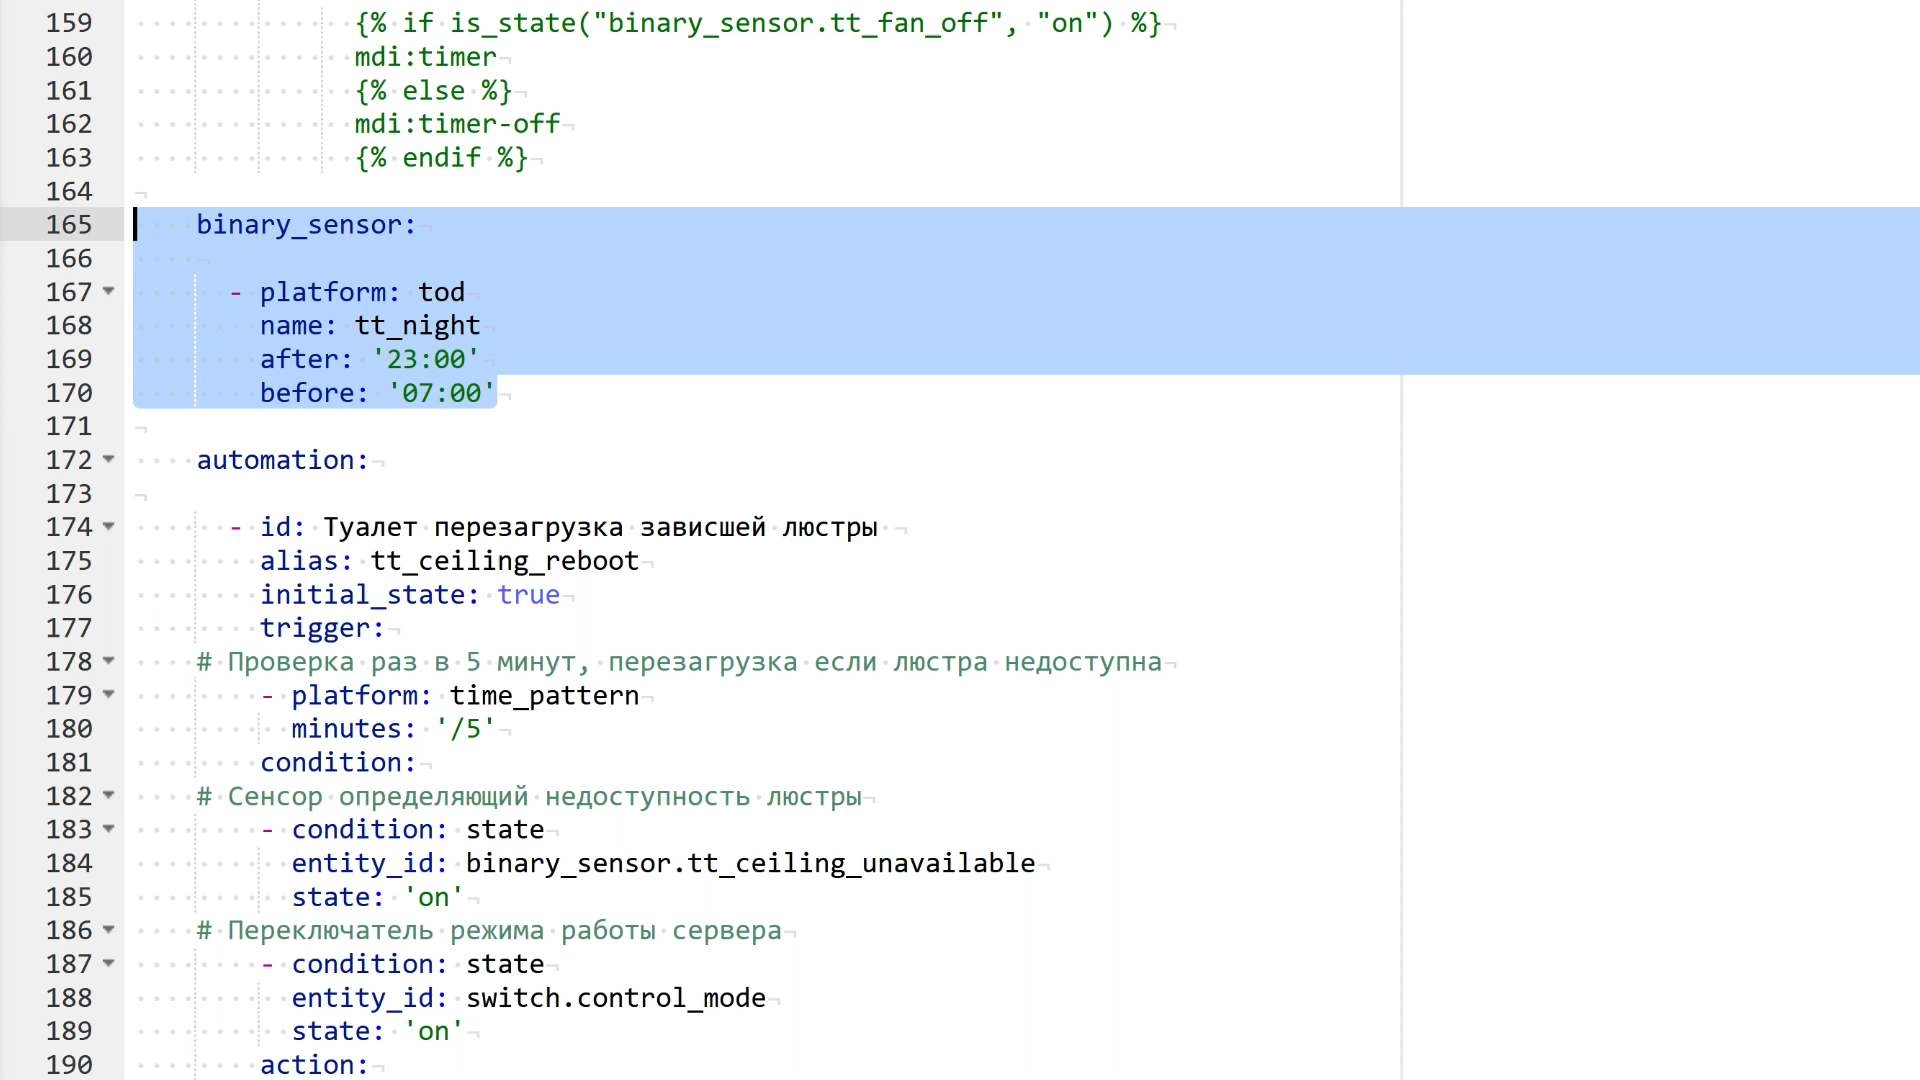 159 {% if is_state("binary_sensor.tt_fan_off", "on") %}
160 mdi:timer
161 {% else %}
162 mdi:timer-off
163 {% endif %}
164
165 binary_sensor:
166
167 - platform: tod
168 name: tt_night
169 after: '23:00'
170 before: '07:00'
171
172 automation:
173
174 - id: Туалет перезагрузка зависшей люстры
175 alias: tt_ceiling_reboot
176 initial_state: true
177 trigger:
178 # Проверка раз в 5 минут, перезагрузка если люстра недоступна
179 - platform: time_pattern
180 minutes: '/5'
181 condition:
182 # Сенсор определяющий недоступность люстры
183 - condition: state
184 entity_id: binary_sensor.tt_ceiling_unavailable
185 state: 'on'
186 # Переключатель режима работы сервера
187 - condition: state
188 entity_id: switch.control_mode
189 state: 'on'
190 action: